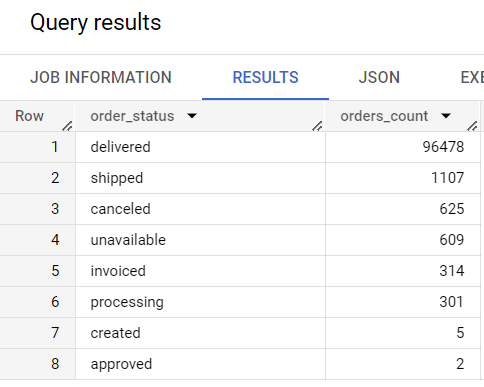 Query results
JOB INFORMATION RESULTS JSON EXE
Row order_status orders_count
1 delivered 96478
2 shipped 1107
3 canceled 625
4 unavailable 609
5 invoiced 314
6 processing 301
7 created 5
8 approved 2